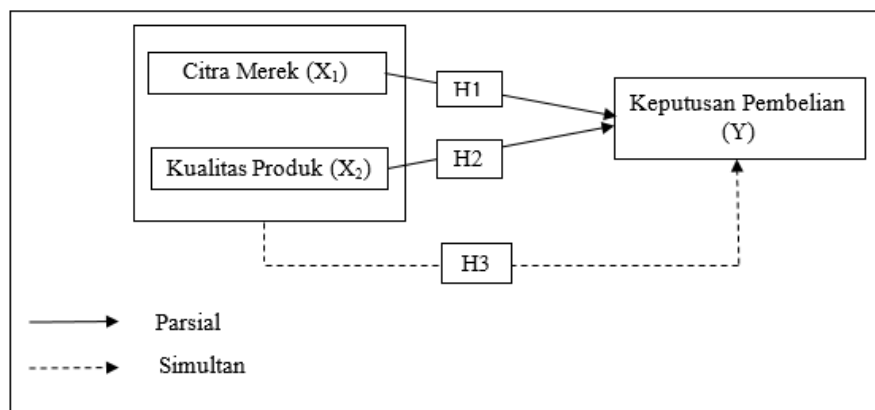 Citra Merek (X₁)
H1
Keputusan Pembelian
(Y)
Kualitas Produk (X₂)
H2
H3
Parsial
Simultan